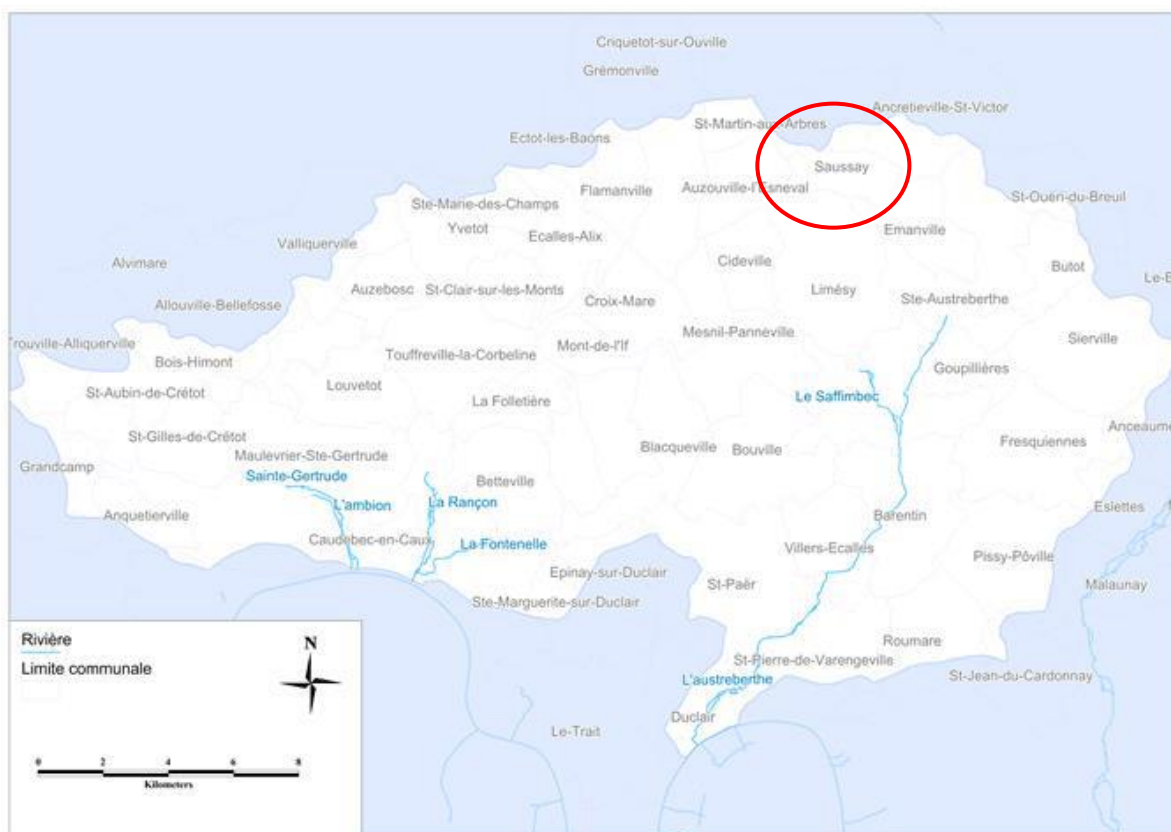 Criquetot-sur-Ouville
Grémonville
Ancretieville-St-Victor
St-Martin-aux-Arbres
Ectot-les-Baons
Saussay
Flamanville
Auzouville-l'Esneval
St-Ouen-du-Breuil
Ste-Marie-des-Champs
Yvetot
Ecalles-Alix
Emanville
Valliquerville
Alvimare
Cideville
Butot
Auzebosc
St-Clair-sur-les-Monts
Limésy
Allouville-Bellefosse
Croix-Mare
Ste-Austreberthe
Mesnil-Panneville
Sierville
Trouville-Alliquerville
Mont-de-l'If
Bois-Himont
Touffreville-la-Corbeline
Goupillières
Louvetot
St-Aubin-de-Crétot
Le Saffimbec
La Folletière
Anceaume
St-Gilles-de-Crétot
Fresquiennes
Blacqueville
Bouville
Maulevrier-Ste-Gertrude
Grandcamp
Sainte-Gertrude
Betteville
L'ambion
La Rançon
Eslettes
Anquetierville
Barentin
Caudebec-en-Caux
La Fontenelle
Villers-Ecalles
Pissy-Pôville
Epinay-sur-Duclair
St-Paër
Malaunay
Ste-Marguerite-sur-Duclair
Roumare
St-Pierre-de-Varengeville
St-Jean-du-Cardonnay
L'austreberthe
Duclair
Le-Trait
Rivière
Limite communale
N
0 2 4 6 8
Kilometers